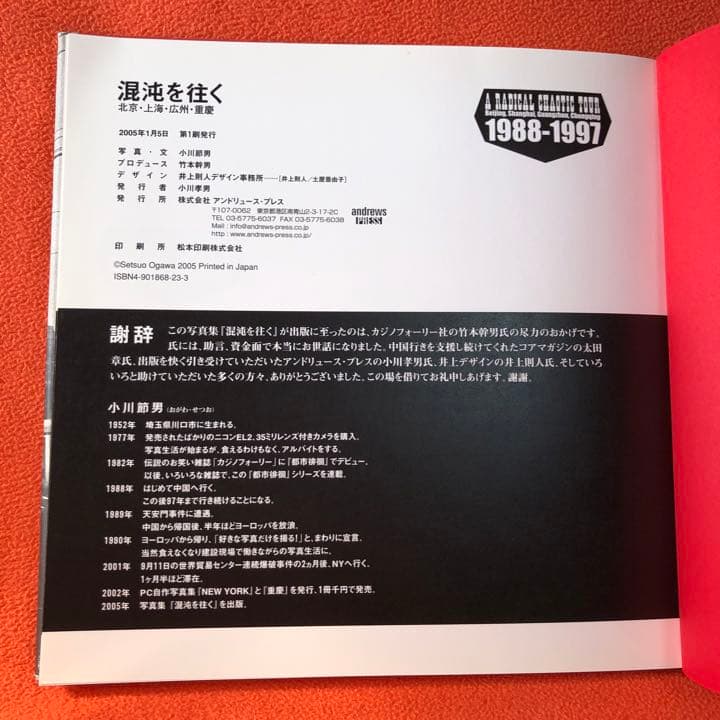 混沌を往く
北京・上海・広州・重慶
A RADICAL CHAOTIC TOUR
Beijing, Shanghai, Guangzhou, Chongqing
1988-1997
2005年1月5日 第1刷発行
写真・文 小川節男
プロデュース 竹本幹男
デザイン 井上則人デザイン事務所……[井上則人/土屋亜由子]
発行者 小川孝男
発行所 株式会社 アンドリュース・プレス
〒107-0062 東京都港区南青山2-3-17-2C
TEL 03-5775-6037 FAX 03-5775-6038
Mail : info@andrews-press.co.jp
http : www.andrews-press.co.jp/
andrews
PRESS
印刷所 松本印刷株式会社
©Setsuo Ogawa 2005 Printed in Japan
ISBN4-901868-23-3
謝辞 この写真集『混沌を往く』が出版に至ったのは、カジノフォーリー社の竹本幹男氏の尽力のおかげです。
氏には、助言、資金面で本当にお世話になりました。中国行きを支援し続けてくれたコアマガジンの太田
章氏、出版を快く引き受けていただいたアンドリュース・プレスの小川孝男氏、井上デザインの井上則人氏、そしていろ
いろと助けていただいた多くの方々、ありがとうございました。この場を借りてお礼申しあげます。謝謝。
小川節男(おがわ・せつお)
1952年 埼玉県川口市に生まれる。
1977年 発売されたばかりのニコンEL2、35ミリレンズ付きカメラを購入。
写真生活が始まるが、食えるわけもなく、アルバイトをする。
1982年 伝説のお笑い雑誌「カジノフォーリー」に「都市徘徊」でデビュー。
以後、いろいろな雑誌で、この「都市徘徊」シリーズを連載。
1988年 はじめて中国へ行く。
この後97年まで行き続けることになる。
1989年 天安門事件に遭遇。
中国から帰国後、半年ほどヨーロッパを放浪。
1990年 ヨーロッパから帰り、「好きな写真だけを撮る!」と、まわりに宣言。
当然食えなくなり建設現場で働きながらの写真生活に。
2001年 9月11日の世界貿易センター連続爆破事件の2ヵ月後、NYへ行く。
1ヶ月半ほど滞在。
2002年 PC自作写真集『NEW YORK』と『重慶』を発行。1冊千円で発売。
2005年 写真集『混沌を往く』を出版。